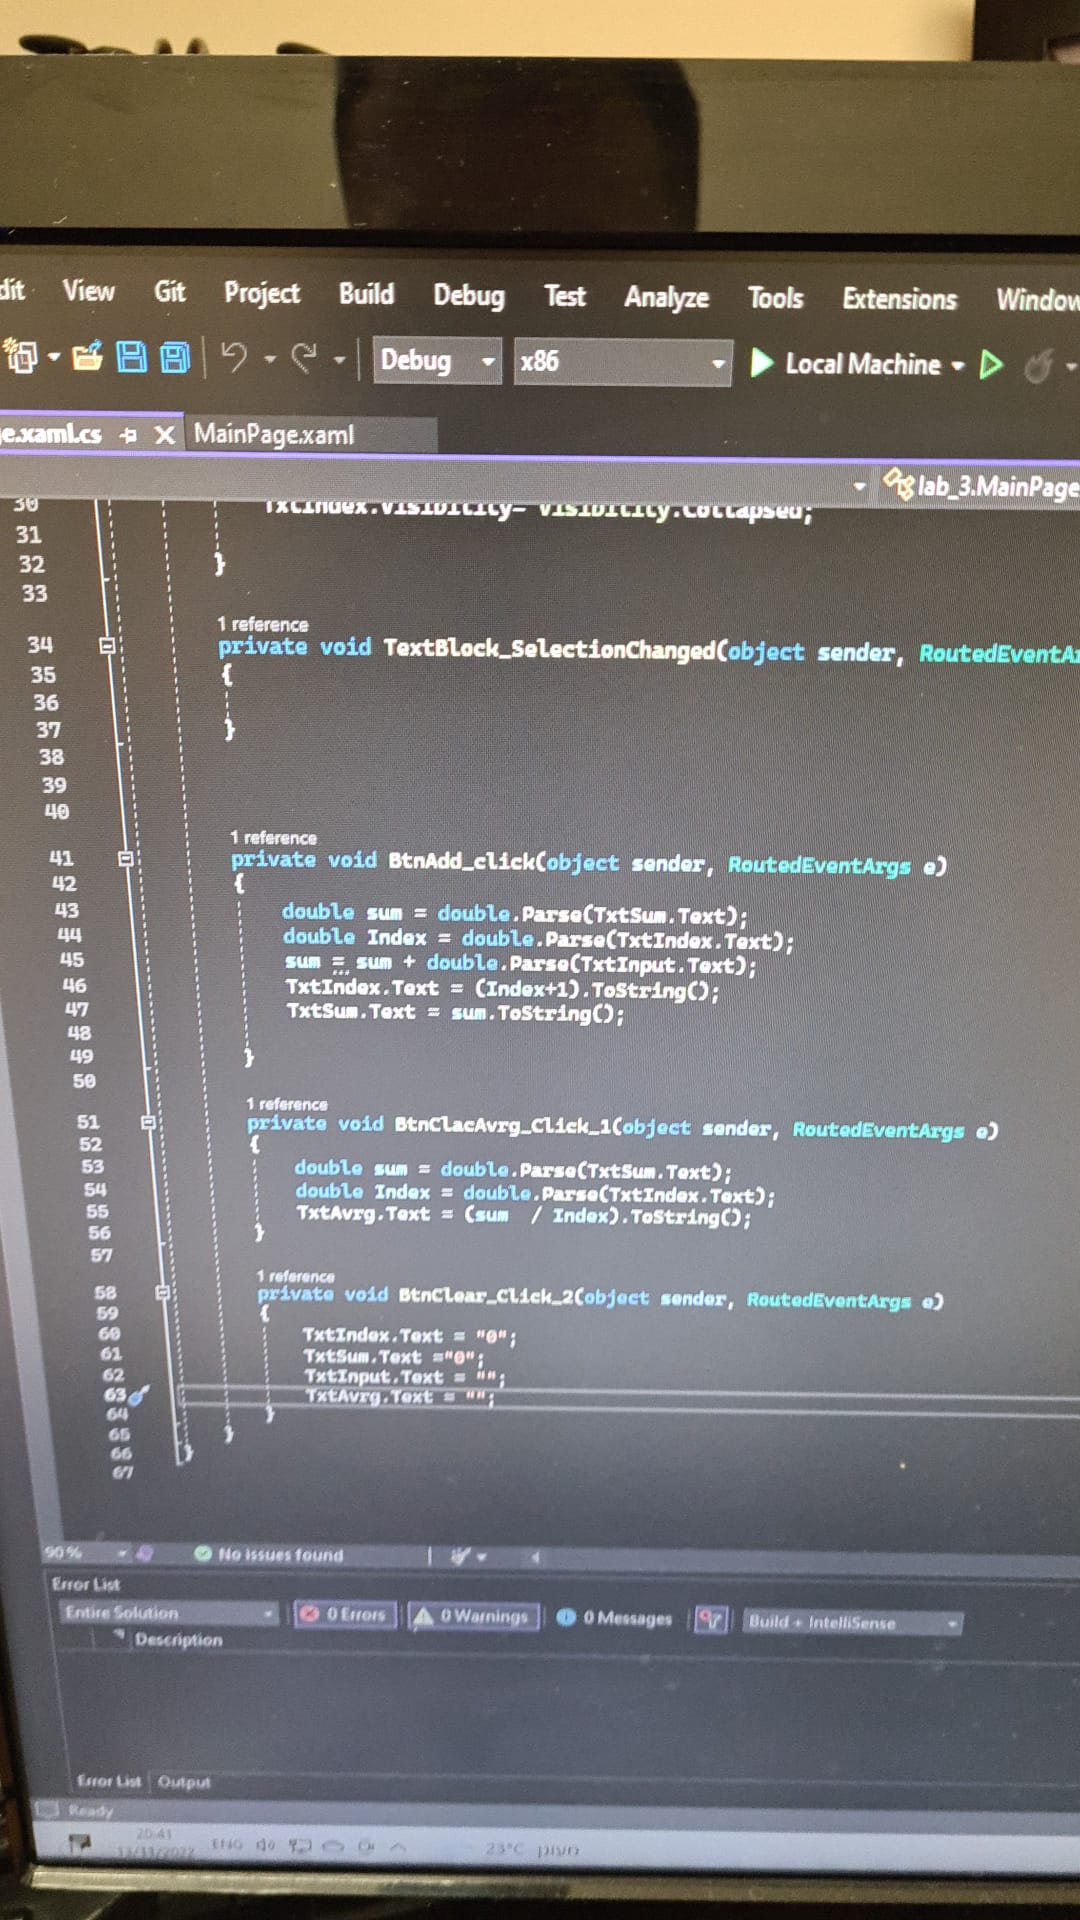 dit View Git Project Build Debug Test Analyze Tools Extensions Window
Debug x86 Local Machine
e.xaml.cs MainPage.xaml
lab_3.MainPage
30 TxtIndex.Visibility= Visibility.Collapsed;
31
32 }
33
1 reference
34 private void TextBlock_SelectionChanged(object sender, RoutedEventAr
35 {
36
37 }
38
39
40
1 reference
41 private void BtnAdd_click(object sender, RoutedEventArgs e)
42 {
43 double sum = double.Parse(TxtSum.Text);
44 double Index = double.Parse(TxtIndex.Text);
45 sum = sum + double.Parse(TxtInput.Text);
46 TxtIndex.Text = (Index+1).ToString();
47 TxtSum.Text = sum.ToString();
48
49 }
50
1 reference
51 private void BtnClacAvrg_Click_1(object sender, RoutedEventArgs e)
52 {
53 double sum = double.Parse(TxtSum.Text);
54 double Index = double.Parse(TxtIndex.Text);
55 TxtAvrg.Text = (sum / Index).ToString();
56 }
57
1 reference
58 private void BtnClear_Click_2(object sender, RoutedEventArgs e)
59 {
60 TxtIndex.Text = "0";
61 TxtSum.Text ="0";
62 TxtInput.Text = "";
63 TxtAvrg.Text = "";
64 }
65 }
66 }
67
90 % No issues found
Error List
Entire Solution 0 Errors 0 Warnings 0 Messages Build + IntelliSense
Description
Error List Output
Ready
20:41 ENG 23°C
13/11/2022